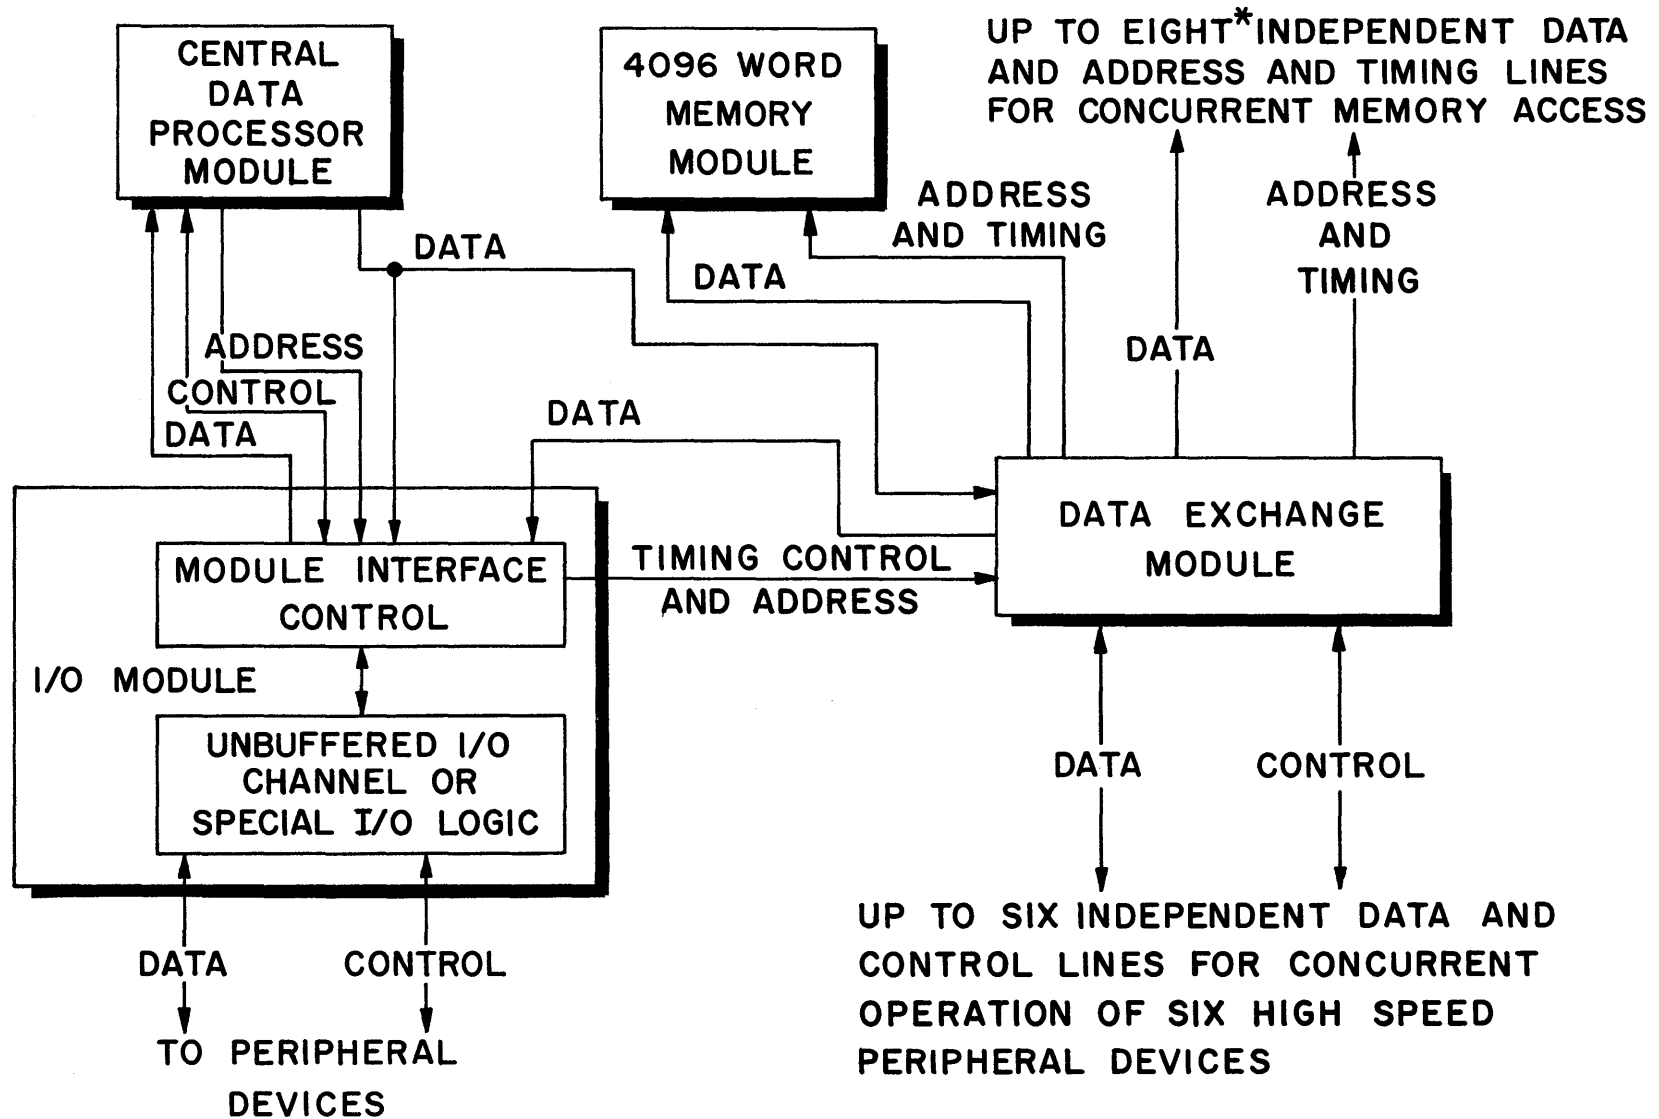 CENTRAL
DATA
PROCESSOR
MODULE
4096 WORD
MEMORY
MODULE
UP TO EIGHT*INDEPENDENT DATA
AND ADDRESS AND TIMING LINES
FOR CONCURRENT MEMORY ACCESS
ADDRESS
AND TIMING
ADDRESS
AND
TIMING
DATA
DATA
DATA
ADDRESS
CONTROL
DATA
DATA
DATA EXCHANGE
MODULE
MODULE INTERFACE
CONTROL
TIMING CONTROL
AND ADDRESS
I/O MODULE
UNBUFFERED I/O
CHANNEL OR
SPECIAL I/O LOGIC
DATA
CONTROL
DATA
CONTROL
TO PERIPHERAL
DEVICES
UP TO SIX INDEPENDENT DATA AND
CONTROL LINES FOR CONCURRENT
OPERATION OF SIX HIGH SPEED
PERIPHERAL DEVICES